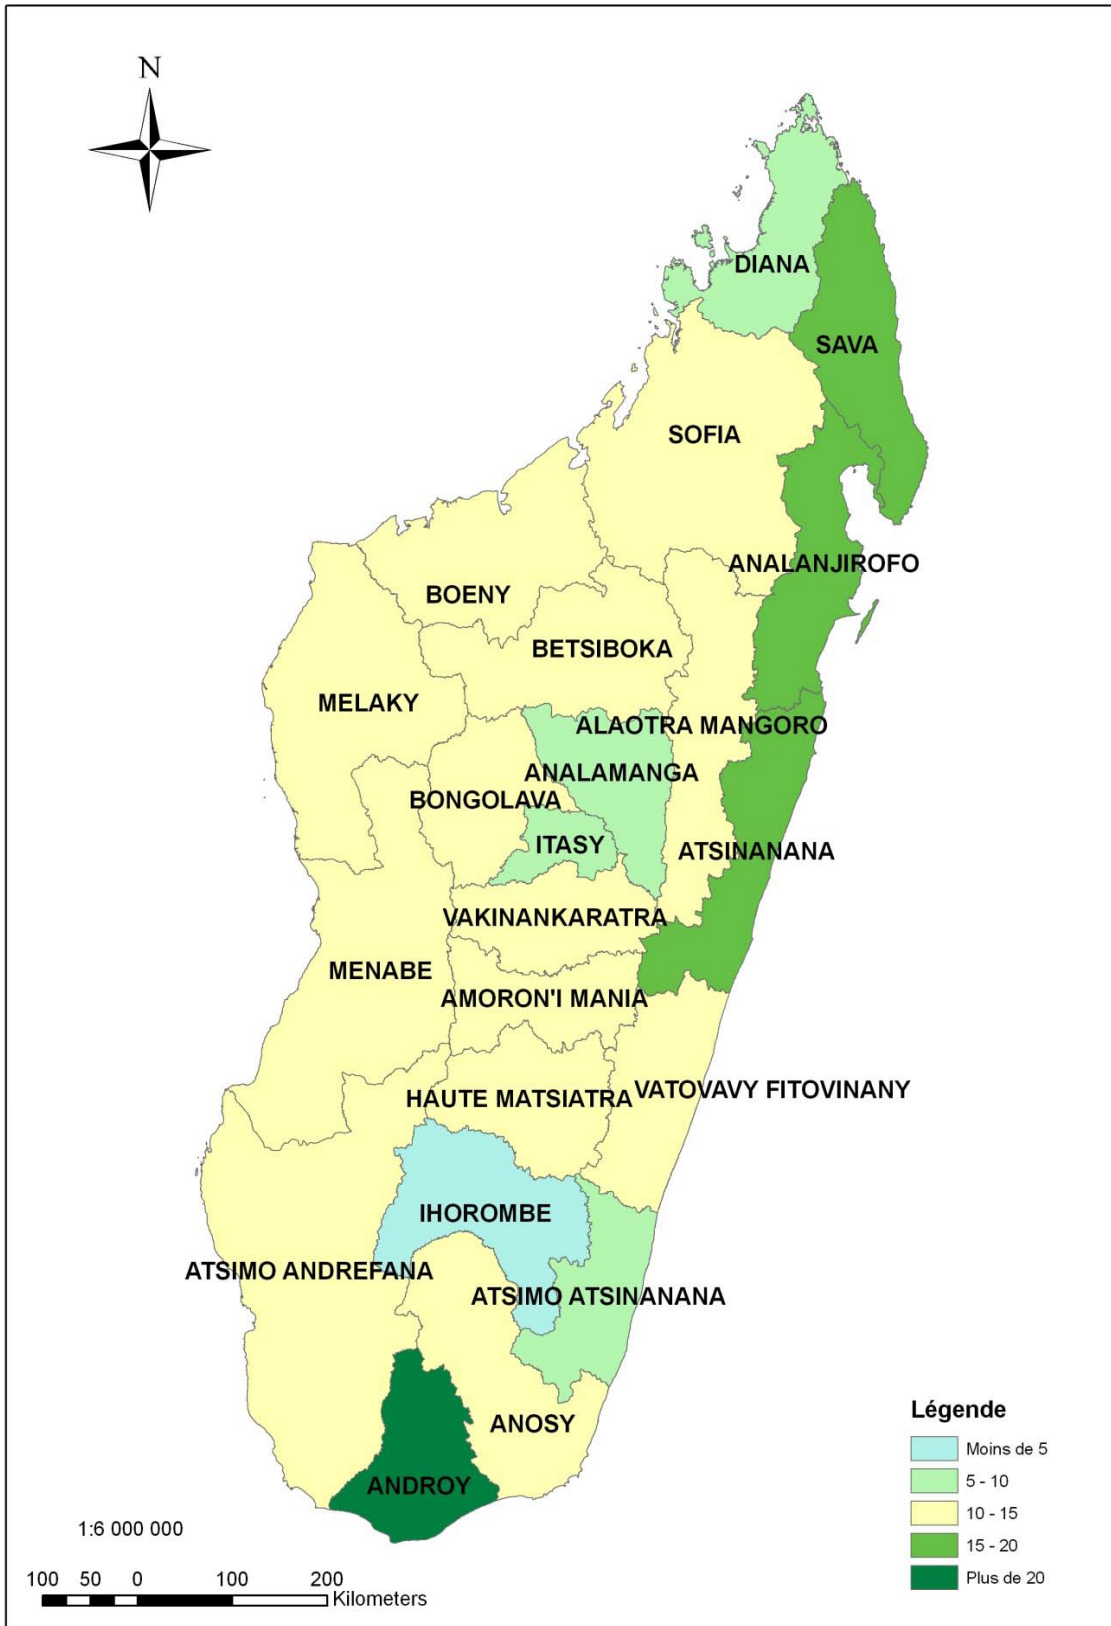 N
DIANA
SAVA
SOFIA
ANALANJIROFO
BOENY
BETSIBOKA
MELAKY
ALAOTRA MANGORO
ANALAMANGA
BONGOLAVA
ITASY
ATSINANANA
VAKINANKARATRA
MENABE
AMORON'I MANIA
HAUTE MATSIATRA
VATOVAVY FITOVINANY
IHOROMBE
ATSIMO ANDREFANA
ATSIMO ATSINANANA
ANOSY
ANDROY
Légende
Moins de 5
5 - 10
10 - 15
15 - 20
Plus de 20
1:6 000 000
100 50 0 100 200
Kilometers